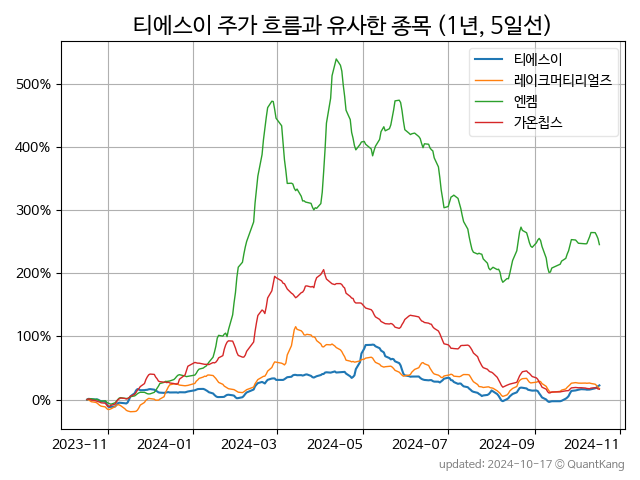 티에스이 주가 흐름과 유사한 종목 (1년, 5일선)
티에스이
레이크머티리얼즈
엔켐
가온칩스
500%
400%
300%
200%
100%
0%
2023-11 2024-01 2024-03 2024-05 2024-07 2024-09 2024-11
updated: 2024-10-17 © QuantKang